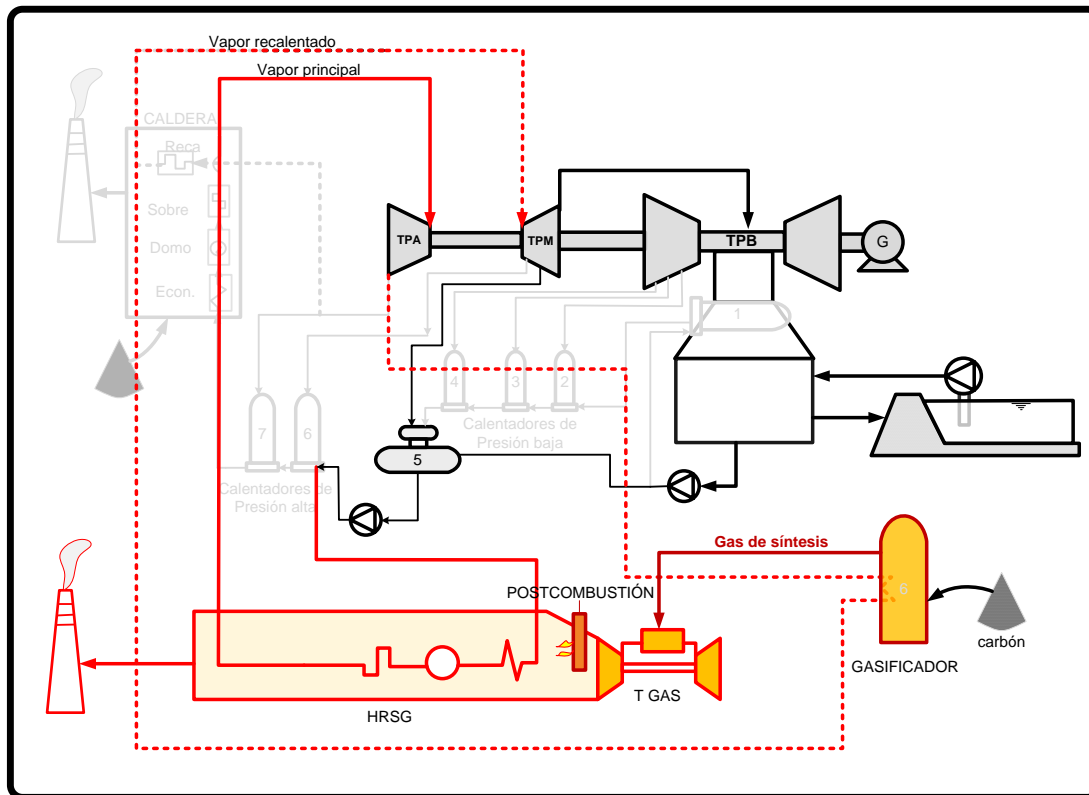 Vapor recalentado
Vapor principal
CALDERA
Reca
Sobre
Domo
Econ.
TPA
TPM
TPB
G
1
4
3
2
Calentadores de
Presión baja
7
6
5
Calentadores de
Presión alta
Gas de síntesis
POSTCOMBUSTIÓN
6
carbón
GASIFICADOR
T GAS
HRSG